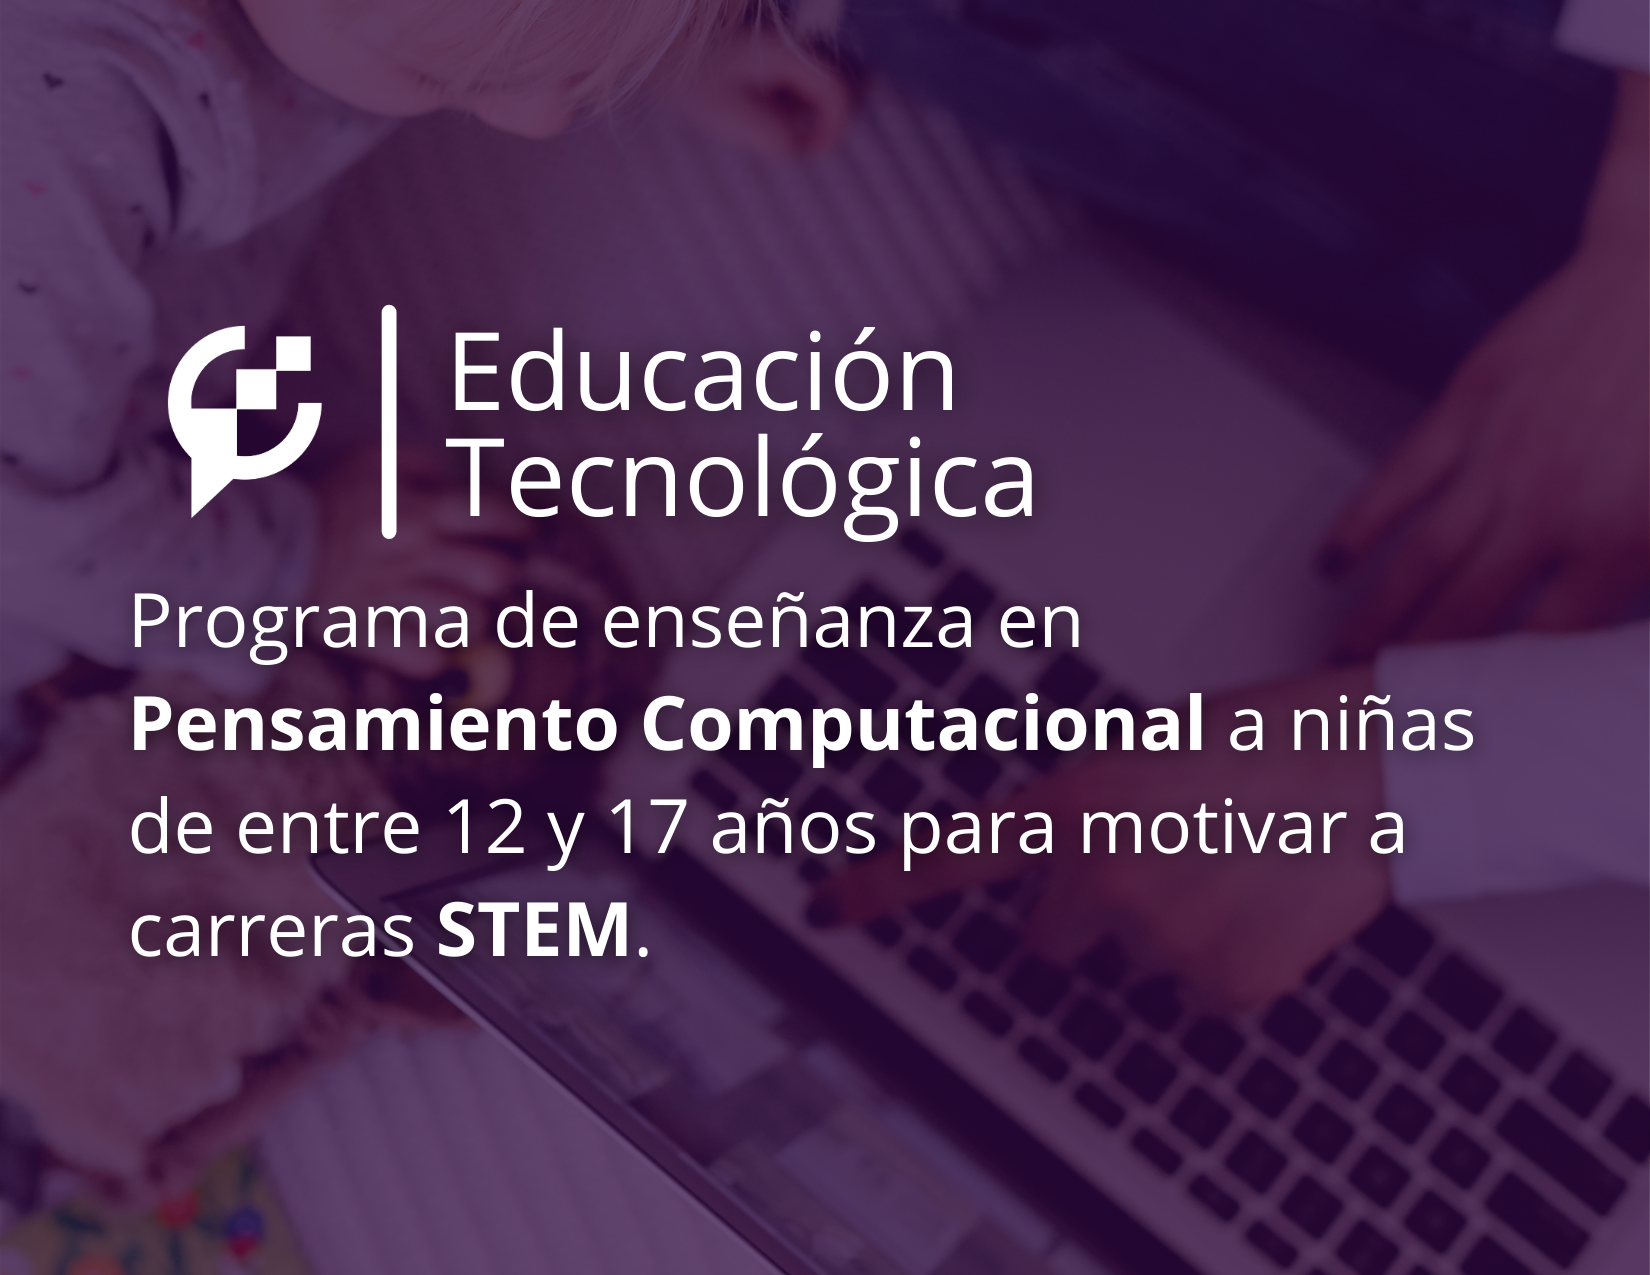 Educación
Tecnológica
Programa de enseñanza en
Pensamiento Computacional a niñas
de entre 12 y 17 años para motivar a
carreras STEM.